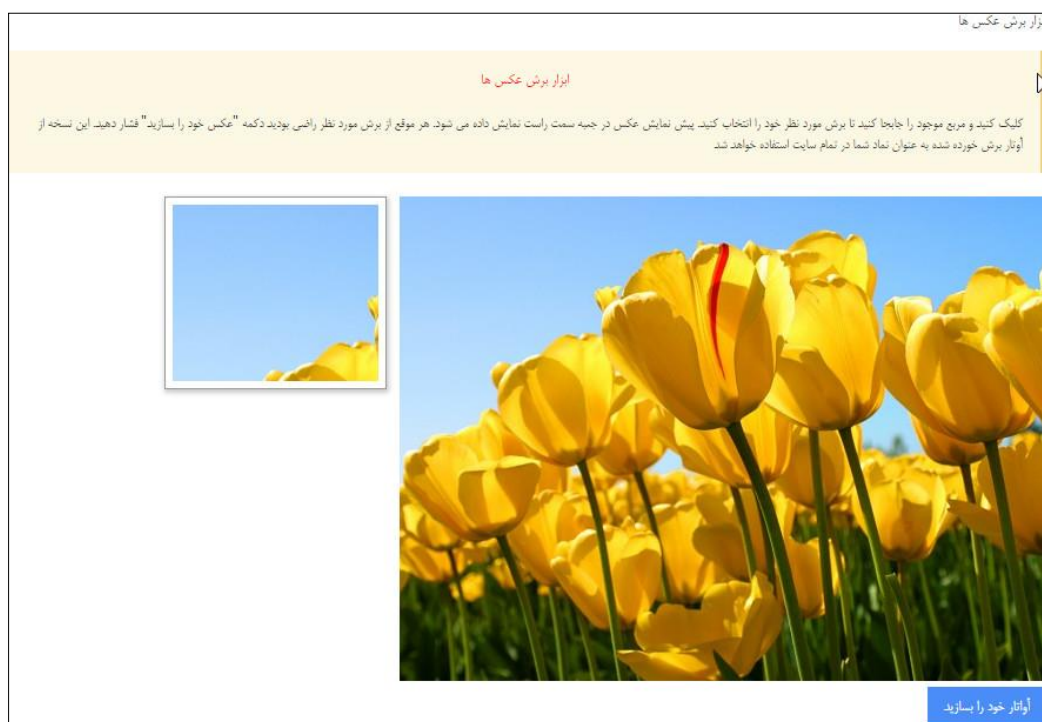 برش عکس ها
ابزار برش عکس ها
کلیک کنید و مربع موجود را جابجا کنید تا برش مورد نظر خود را انتخاب کنید. پیش نمایش عکس در جبه سمت راست نمایش داده می شود. هر موقع از برش مورد نظر راضی بودید دکمه "عکس خود را بسازید" فشار دهید. این نسخه از
آوتار برش خورده شده به عنوان نماد شما در تمام سایت استفاده خواهد شد.
آواتار خود را بسازید.